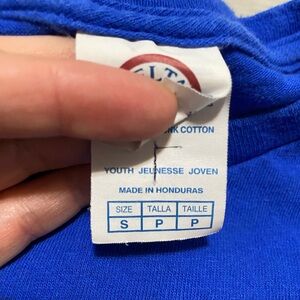 COTTON
YOUTH JEUNESSE JOVEN
MADE IN HONDURAS
SIZE TALLA TAILLE
S P P